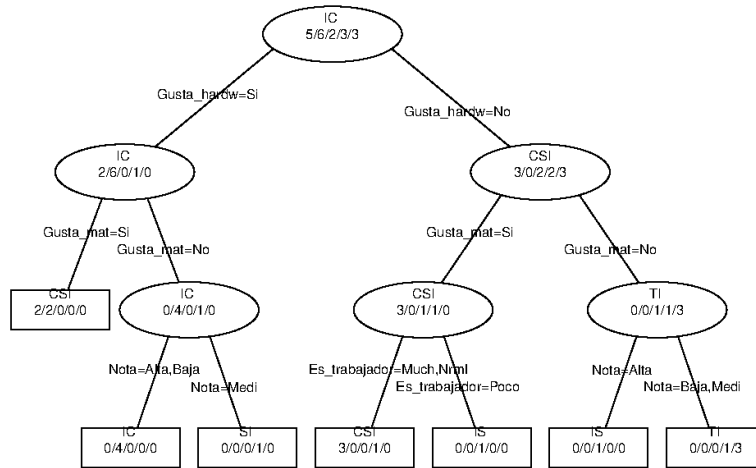 IC
5/6/2/3/3
Gusta_hardw=Si
Gusta_hardw=No
IC
2/6/0/1/0
CSI
3/0/2/2/3
Gusta_mat=Si
Gusta_mat=No
Gusta_mat=Si
Gusta_mat=No
CSI
2/2/0/0/0
IC
0/4/0/1/0
CSI
3/0/1/1/0
TI
0/0/1/1/3
Nota=Alta,Baja
Nota=Medi
Es_trabajador=Much,Nrml
Es_trabajador=Poco
Nota=Alta
Nota=Baja,Medi
IC
0/4/0/0/0
SI
0/0/0/1/0
CSI
3/0/0/1/0
IS
0/0/1/0/0
IS
0/0/1/0/0
TI
0/0/0/1/3